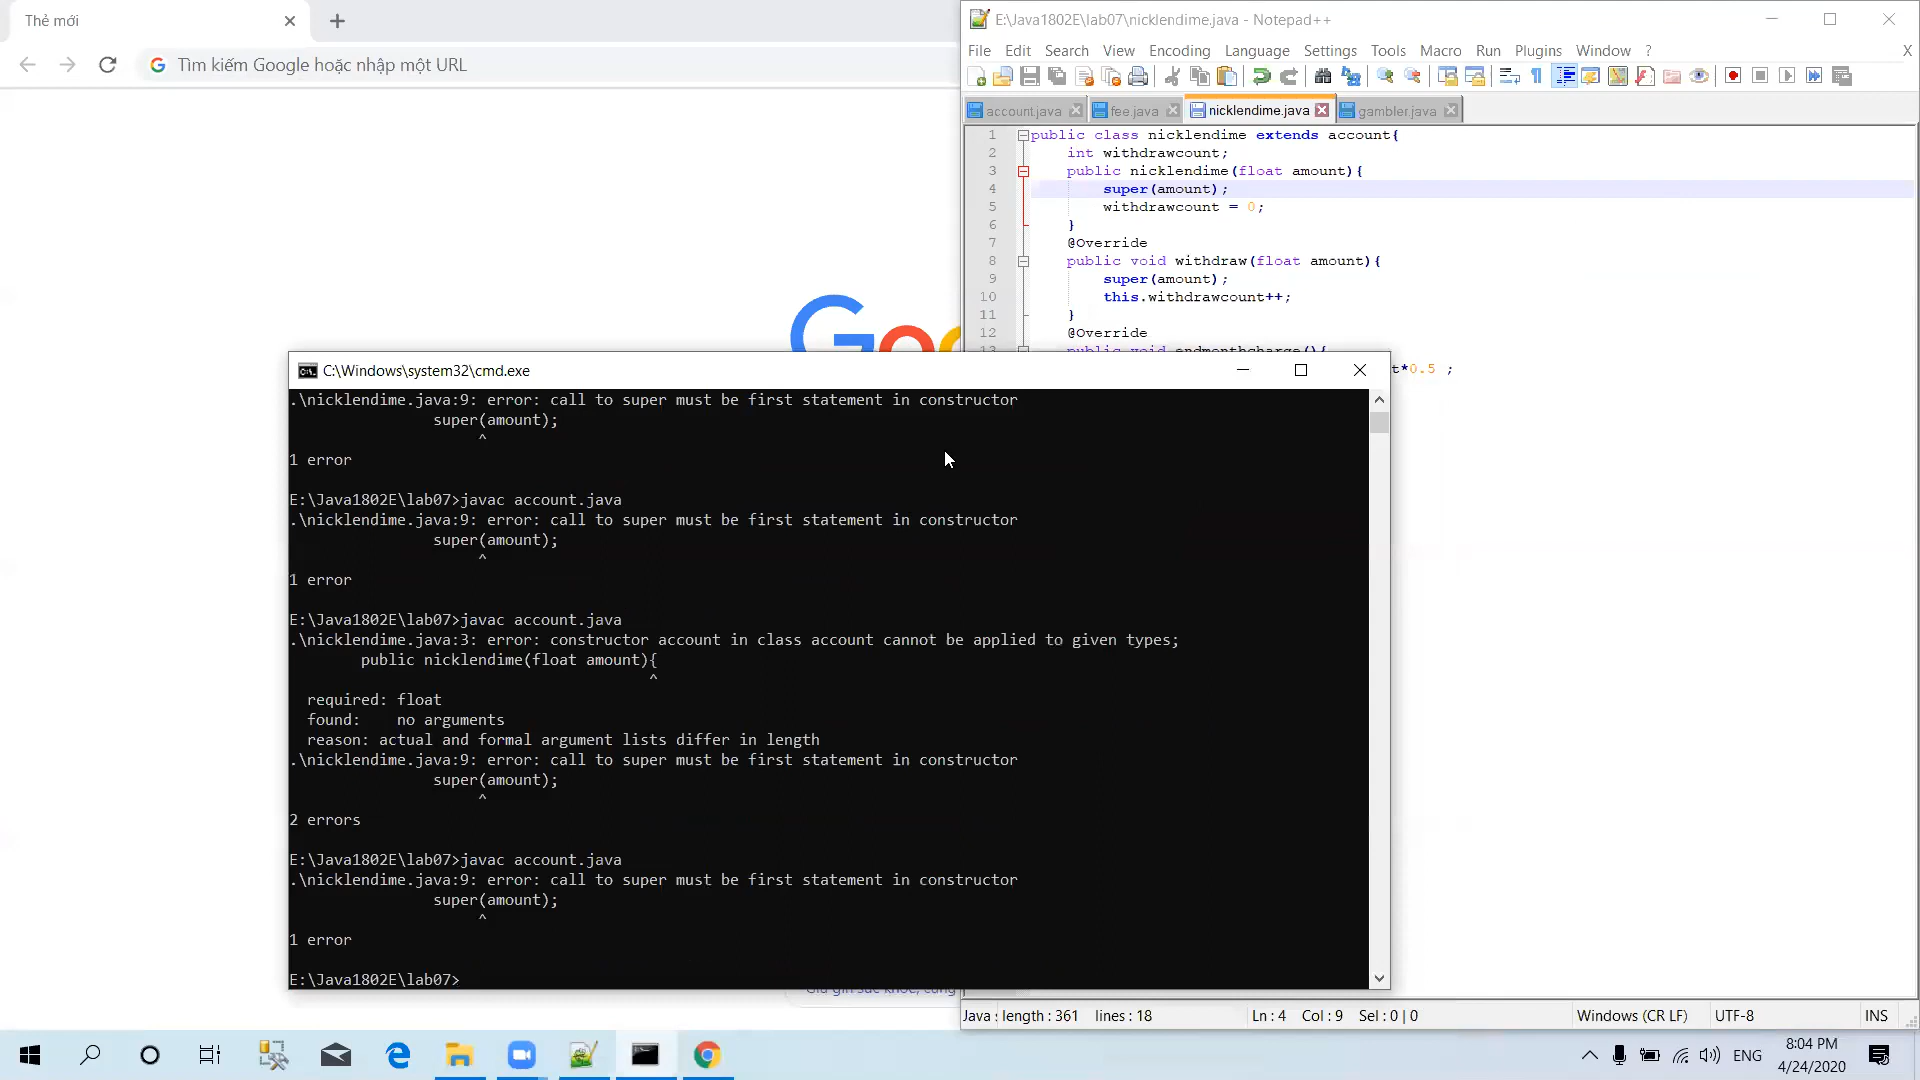 Thẻ mới
Tìm kiếm Google hoặc nhập một URL
E:\Java1802E\lab07\nicklendime.java - Notepad++
File Edit Search View Encoding Language Settings Tools Macro Run Plugins Window ? X
account.java fee.java nicklendime.java gambler.java
1 public class nicklendime extends account{
2 int withdrawcount;
3 public nicklendime(float amount){
4 super(amount);
5 withdrawcount = 0;
6 }
7 @Override
8 public void withdraw(float amount){
9 super(amount);
10 this.withdrawcount++;
11 }
12 @Override
13 public void endmonthcharge(){
t*0.5 ;
C:\Windows\system32\cmd.exe
.\nicklendime.java:9: error: call to super must be first statement in constructor
super(amount);
^
1 error
E:\Java1802E\lab07>javac account.java
.\nicklendime.java:9: error: call to super must be first statement in constructor
super(amount);
^
1 error
E:\Java1802E\lab07>javac account.java
.\nicklendime.java:3: error: constructor account in class account cannot be applied to given types;
public nicklendime(float amount){
^
required: float
found: no arguments
reason: actual and formal argument lists differ in length
.\nicklendime.java:9: error: call to super must be first statement in constructor
super(amount);
^
2 errors
E:\Java1802E\lab07>javac account.java
.\nicklendime.java:9: error: call to super must be first statement in constructor
super(amount);
^
1 error
E:\Java1802E\lab07>
Java s length : 361 lines : 18 Ln : 4 Col : 9 Sel : 0 | 0 Windows (CR LF) UTF-8 INS
ENG
8:04 PM
4/24/2020